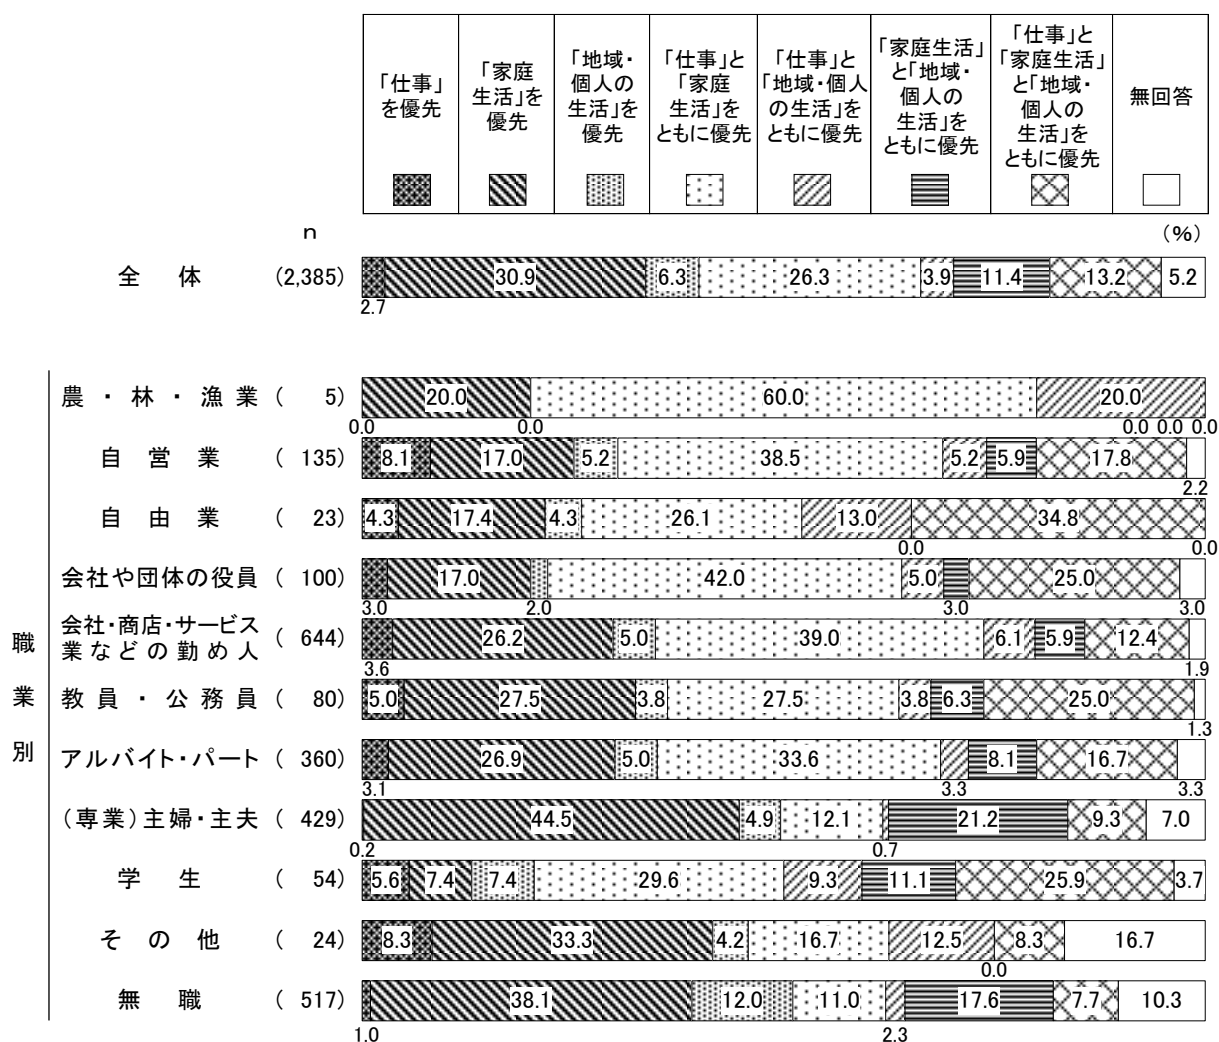 「仕事」
を優先
「家庭
生活」を
優先
「地域・
個人の
生活」を
優先
「仕事」と
「家庭
生活」を
ともに優先
「仕事」と
「地域・個人
の生活」を
ともに優先
「家庭生活」
と「地域・
個人の
生活」を
ともに優先
「仕事」と
「家庭生活」
と「地域・
個人の
生活」を
ともに優先
無回答
n
(%)
全体 (2,385) 30.9 6.3 26.3 3.9 11.4 13.2 5.2
2.7
職業別
農・林・漁業 ( 5) 20.0 60.0 20.0
0.0 0.0 0.0 0.0 0.0
自営業 ( 135) 8.1 17.0 5.2 38.5 5.2 5.9 17.8
2.2
自由業 ( 23) 4.3 17.4 4.3 26.1 13.0 34.8
0.0 0.0
会社や団体の役員 ( 100) 17.0 42.0 5.0 25.0
3.0 2.0 3.0 3.0
会社・商店・サービス
業などの勤め人 ( 644) 26.2 5.0 39.0 6.1 5.9 12.4
3.6 1.9
教員・公務員 ( 80) 5.0 27.5 3.8 27.5 3.8 6.3 25.0
1.3
アルバイト・パート ( 360) 26.9 5.0 33.6 8.1 16.7
3.1 3.3 3.3
(専業)主婦・主夫 ( 429) 44.5 4.9 12.1 21.2 9.3 7.0
0.2 0.7
学生 ( 54) 5.6 7.4 7.4 29.6 9.3 11.1 25.9 3.7
その他 ( 24) 8.3 33.3 4.2 16.7 12.5 8.3 16.7
0.0
無職 ( 517) 38.1 12.0 11.0 17.6 7.7 10.3
1.0 2.3